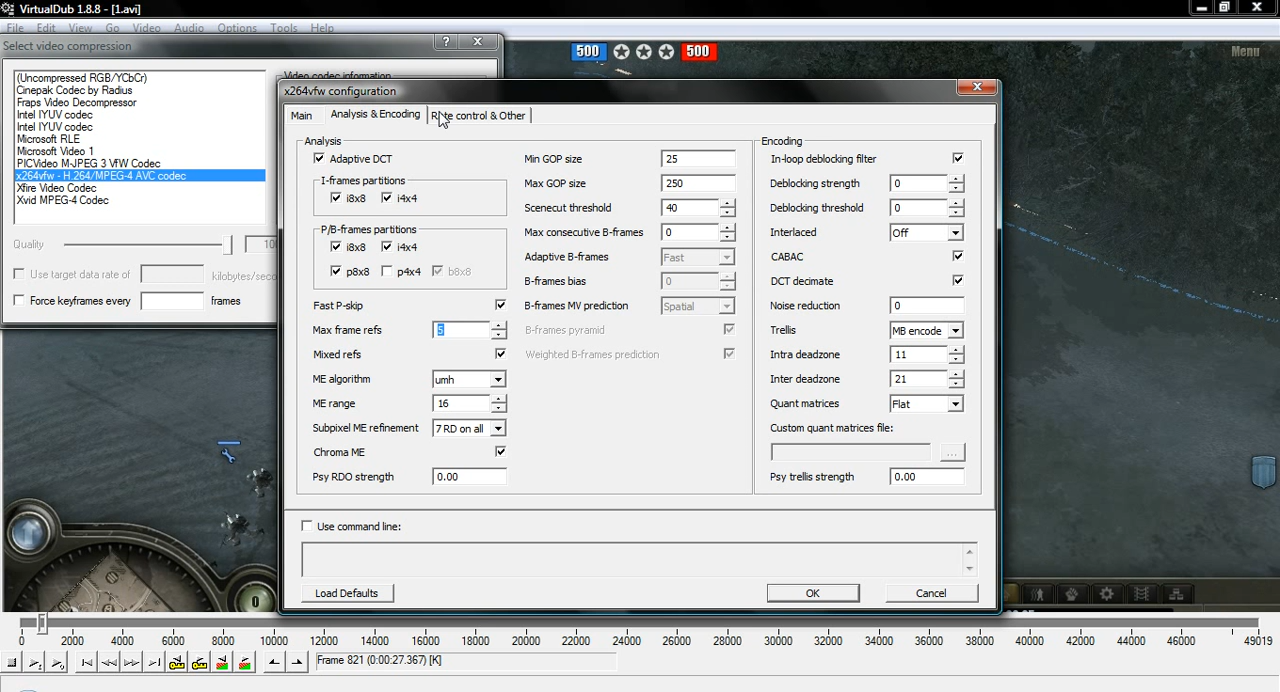 VirtualDub 1.8.8 - [1.avi]
File Edit View Go Video Audio Options Tools Help
Select video compression
?
500
500
Menu
(Uncompressed RGB/YCbCr)
Cinepak Codec by Radius
Fraps Video Decompressor
Intel IYUV codec
Intel IYUV codec
Microsoft RLE
Microsoft Video 1
PICVideo M-JPEG 3 VfW Codec
x264vfw - H.264/MPEG-4 AVC codec
Xfire Video Codec
Xvid MPEG-4 Codec
Video codec information
Quality
Use target data rate of
Force keyframes every
frames
x264vfw configuration
Main
Analysis & Encoding
Rate control & Other
Analysis
Adaptive DCT
I-frames partitions
i8x8 i4x4
P/B-frames partitions
i8x8 i4x4
p8x8 p4x4 b8x8
Fast P-skip
Max frame refs 5
Mixed refs
ME algorithm umh
ME range 16
Subpixel ME refinement 7 RD on all
Chroma ME
Psy RDO strength 0.00
Min GOP size 25
Max GOP size 250
Scenecut threshold 40
Max consecutive B-frames 0
Adaptive B-frames Fast
B-frames bias 0
B-frames MV prediction Spatial
B-frames pyramid
Weighted B-frames prediction
Encoding
In-loop deblocking filter
Deblocking strength 0
Deblocking threshold 0
Interlaced Off
CABAC
DCT decimate
Noise reduction 0
Trellis MB encode
Intra deadzone 11
Inter deadzone 21
Quant matrices Flat
Custom quant matrices file:
...
Psy trellis strength 0.00
Use command line:
Load Defaults
OK
Cancel
0
0 2000 4000 6000 8000 10000 12000 14000 16000 18000 20000 22000 24000 26000 28000 30000 32000 34000 36000 38000 40000 42000 44000 46000 49019
Frame 821 (0:00:27.367) [K]